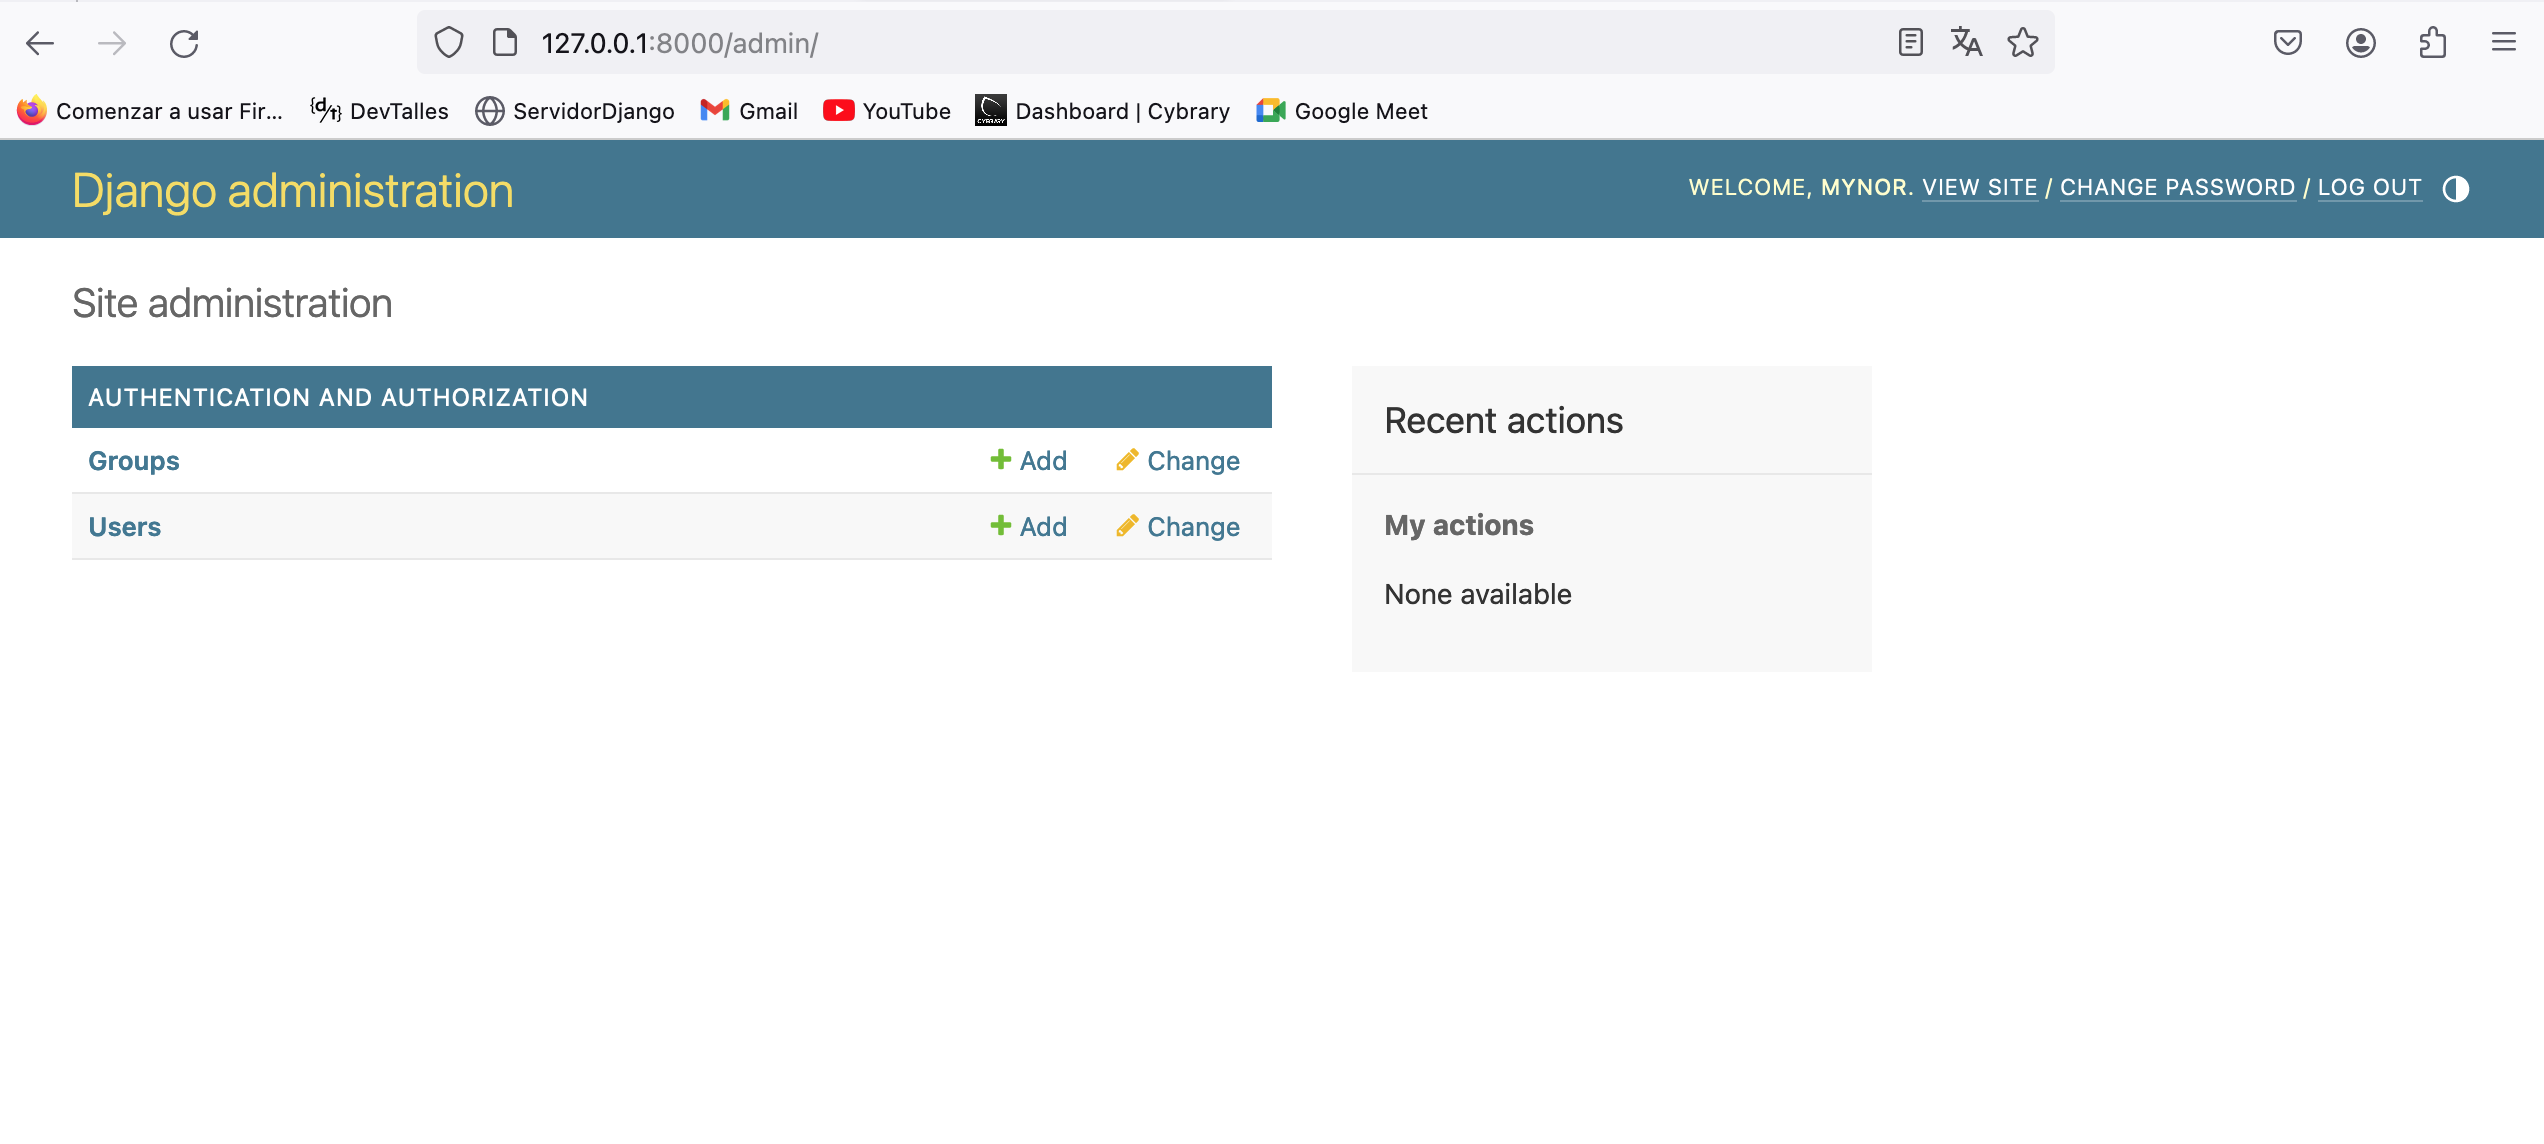 127.0.0.1:8000/admin/
Comenzar a usar Fir... {d/t} DevTalles ServidorDjango Gmail YouTube CYBRARY Dashboard | Cybrary Google Meet
Django administration
WELCOME, MYNOR. VIEW SITE / CHANGE PASSWORD / LOG OUT
Site administration
AUTHENTICATION AND AUTHORIZATION
Groups Add Change
Users Add Change
Recent actions
My actions
None available